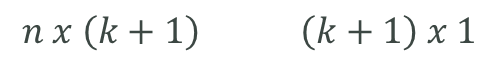 n x (k + 1) (k + 1) x 1